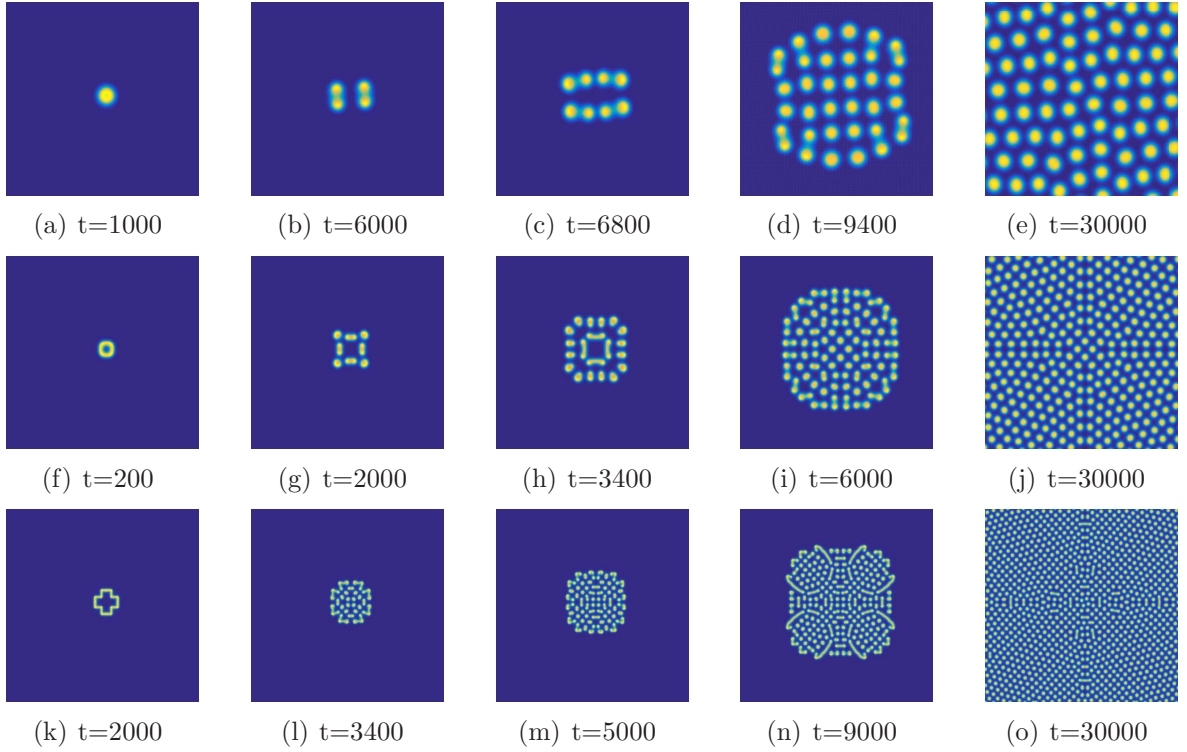 (a) t=1000
(b) t=6000
(c) t=6800
(d) t=9400
(e) t=30000
(f) t=200
(g) t=2000
(h) t=3400
(i) t=6000
(j) t=30000
(k) t=2000
(l) t=3400
(m) t=5000
(n) t=9000
(o) t=30000